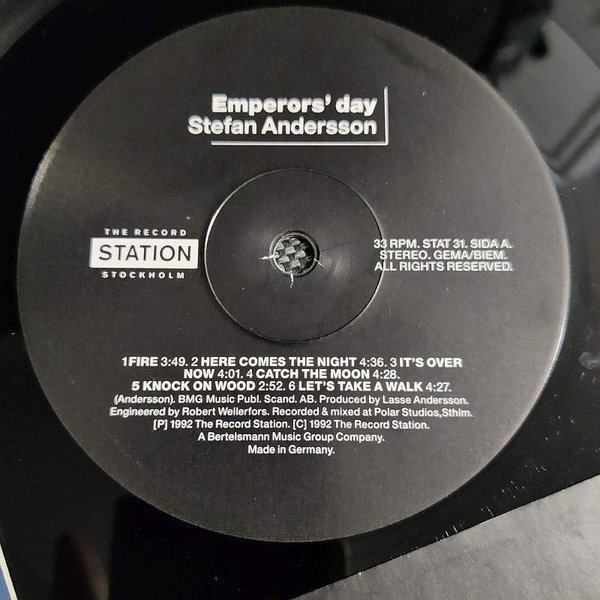 Emperors' day
Stefan Andersson
THE RECORD
STATION
STOCKHOLM
33 RPM. STAT 31. SIDA A.
STEREO. GEMA/BIEM.
ALL RIGHTS RESERVED.
1 FIRE 3:49. 2 HERE COMES THE NIGHT 4:36. 3 IT'S OVER
NOW 4:01. 4 CATCH THE MOON 4:28.
5 KNOCK ON WOOD 2:52. 6 LET'S TAKE A WALK 4:27.
(Andersson). BMG Music Publ. Scand. AB. Produced by Lasse Andersson.
Engineered by Robert Wellerfors. Recorded & mixed at Polar Studios,Sthlm.
[P] 1992 The Record Station. [C] 1992 The Record Station.
A Bertelsmann Music Group Company.
Made in Germany.